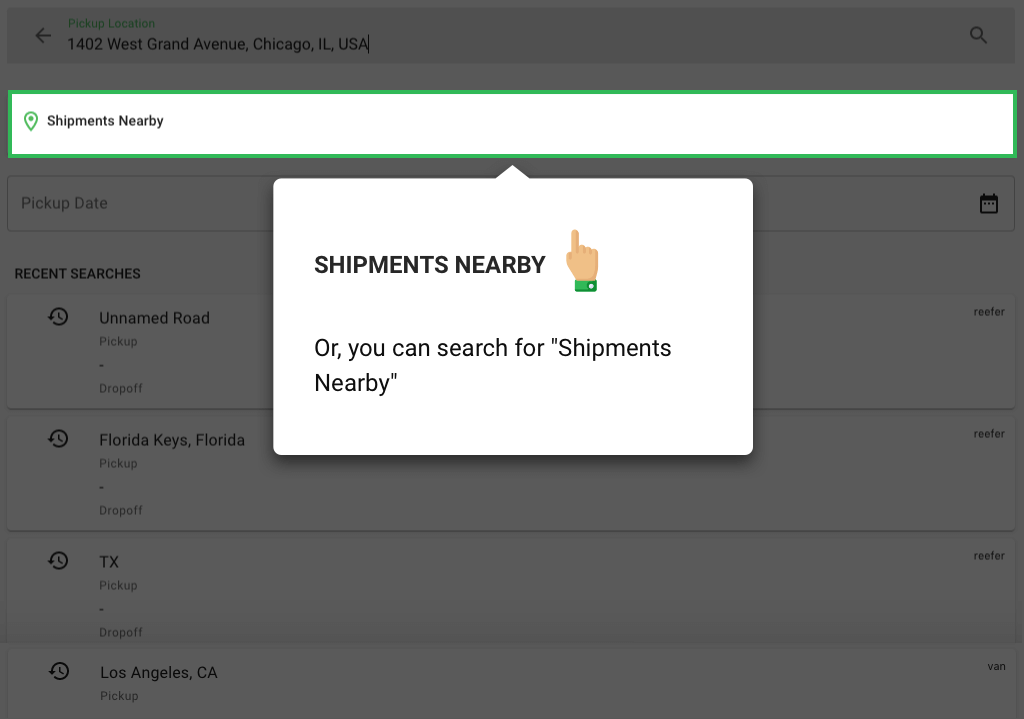 Pickup Location
1402 West Grand Avenue, Chicago, IL, USA
Shipments Nearby
Pickup Date
SHIPMENTS NEARBY
Or, you can search for "Shipments
Nearby"
RECENT SEARCHES
Unnamed Road
reefer
Pickup
-
Dropoff
Florida Keys, Florida
reefer
Pickup
-
Dropoff
TX
reefer
Pickup
-
Dropoff
Los Angeles, CA
van
Pickup